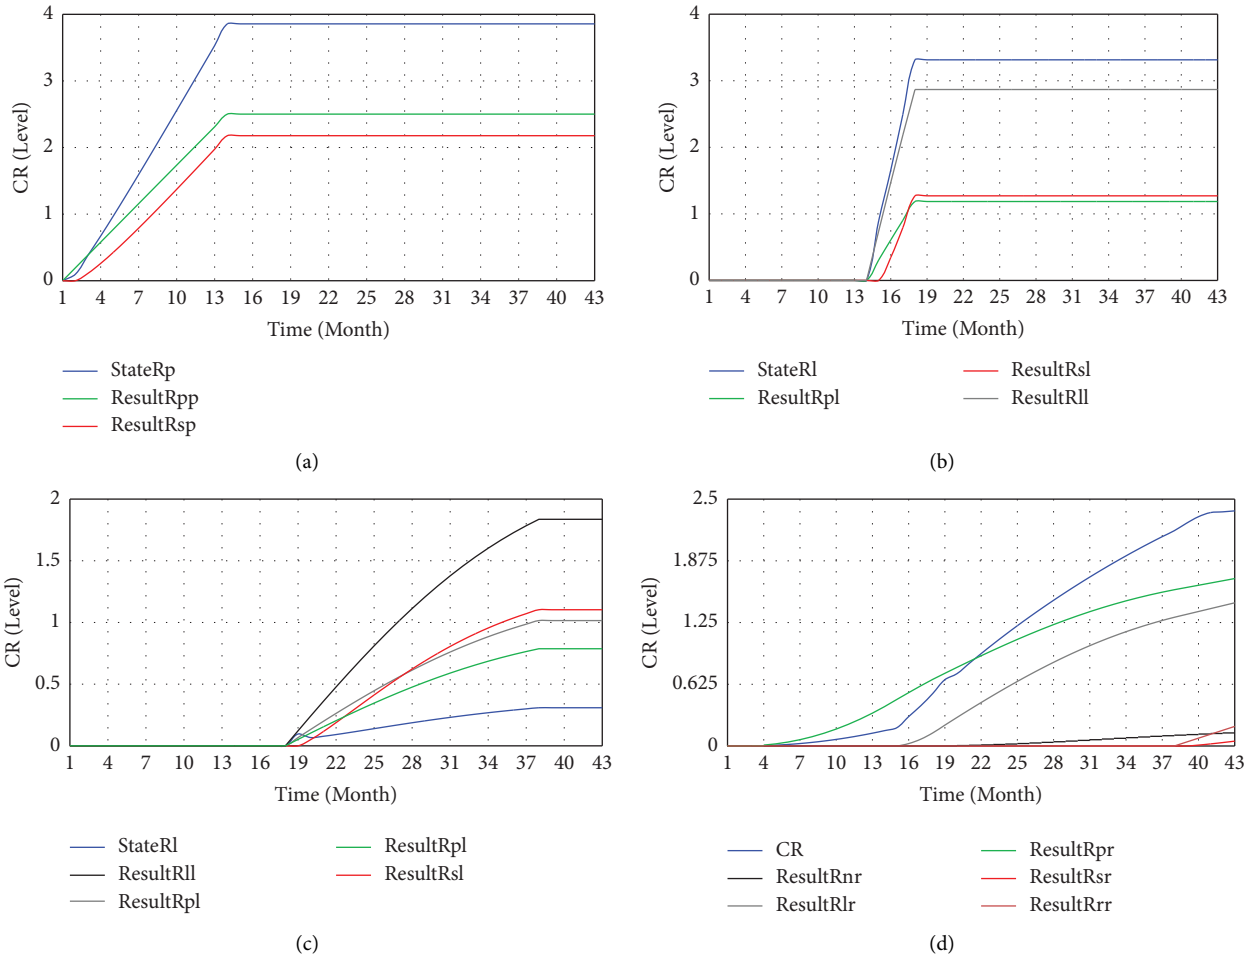 4
3
2
1
0
CR (Level)
1 4 7 10 13 16 19 22 25 28 31 34 37 40 43
Time (Month)
StateRp
ResultRpp
ResultRsp
(a)
4
3
2
1
0
CR (Level)
1 4 7 10 13 16 19 22 25 28 31 34 37 40 43
Time (Month)
StateRl
ResultRpl
ResultRsl
ResultRll
(b)
2
1.5
1
0.5
0
CR (Level)
1 4 7 10 13 16 19 22 25 28 31 34 37 40 43
Time (Month)
StateRl
ResultRll
ResultRpl
ResultRpl
ResultRsl
(c)
2.5
1.875
1.25
0.625
0
CR (Level)
1 4 7 10 13 16 19 22 25 28 31 34 37 40 43
Time (Month)
CR
ResultRnr
ResultRlr
ResultRpr
ResultRsr
ResultRrr
(d)